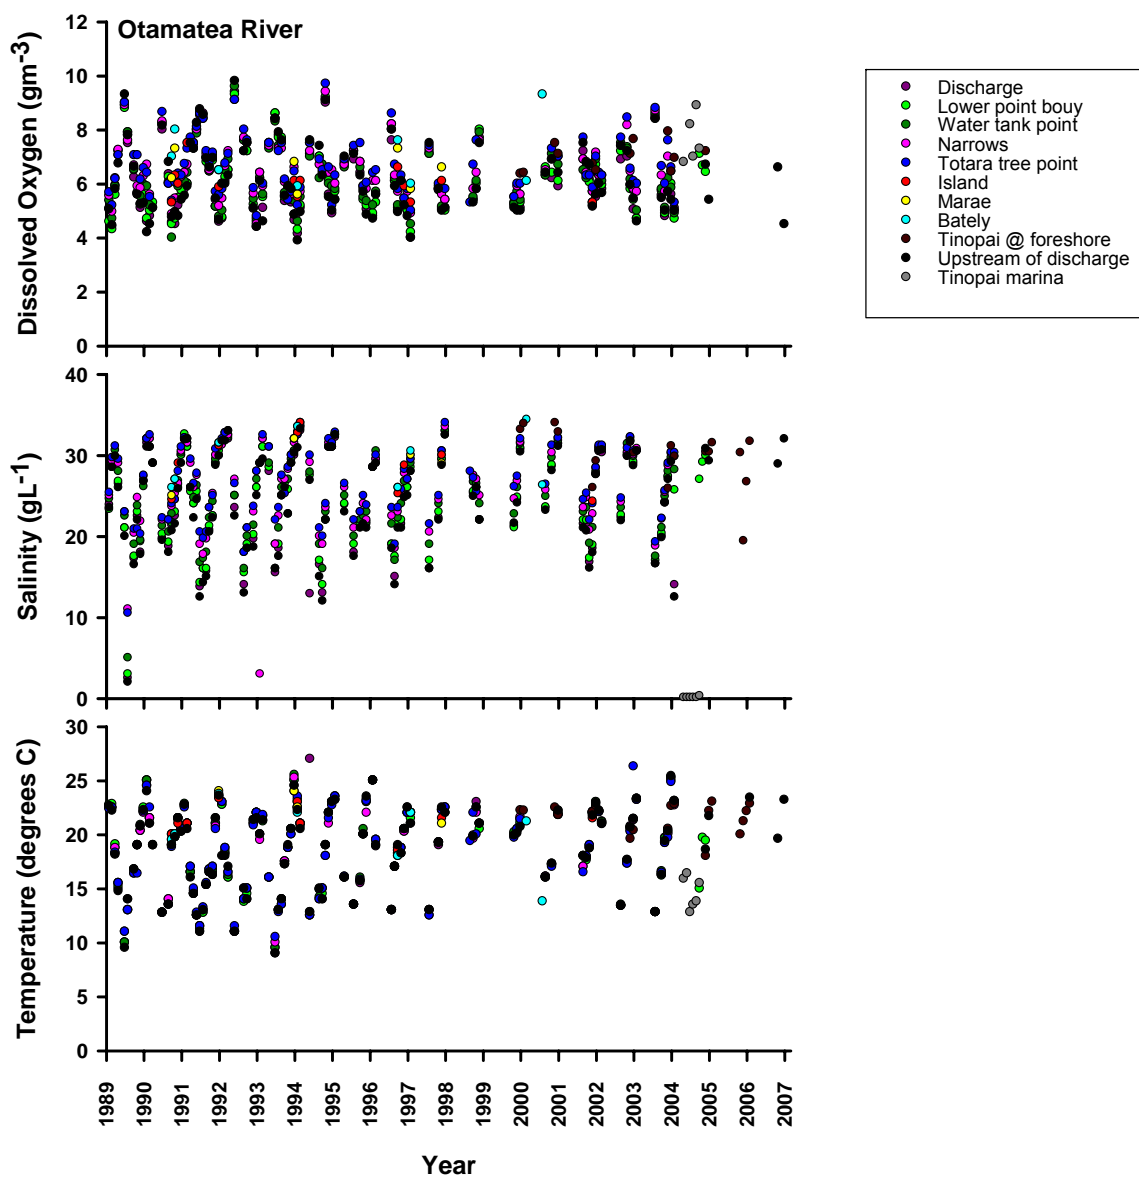 Otamatea River
Dissolved Oxygen (gm-3)
12
10
8
6
4
2
0
Discharge
Lower point bouy
Water tank point
Narrows
Totara tree point
Island
Marae
Bately
Tinopai @ foreshore
Upstream of discharge
Tinopai marina
Salinity (gL-1)
40
30
20
10
0
Temperature (degrees C)
30
25
20
15
10
5
0
1989
1990
1991
1992
1993
1994
1995
1996
1997
1998
1999
2000
2001
2002
2003
2004
2005
2006
2007
Year